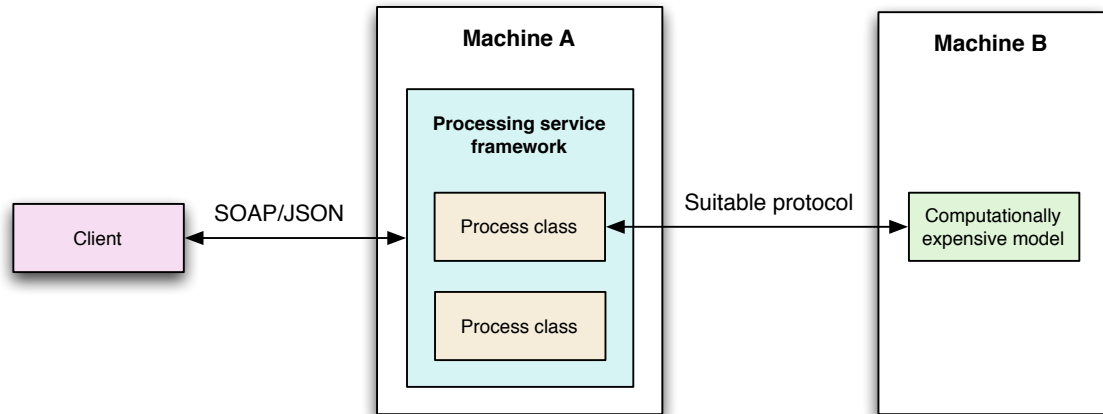 Machine A
Machine B
Processing service
framework
SOAP/JSON
Suitable protocol
Client
Process class
Computationally
expensive model
Process class